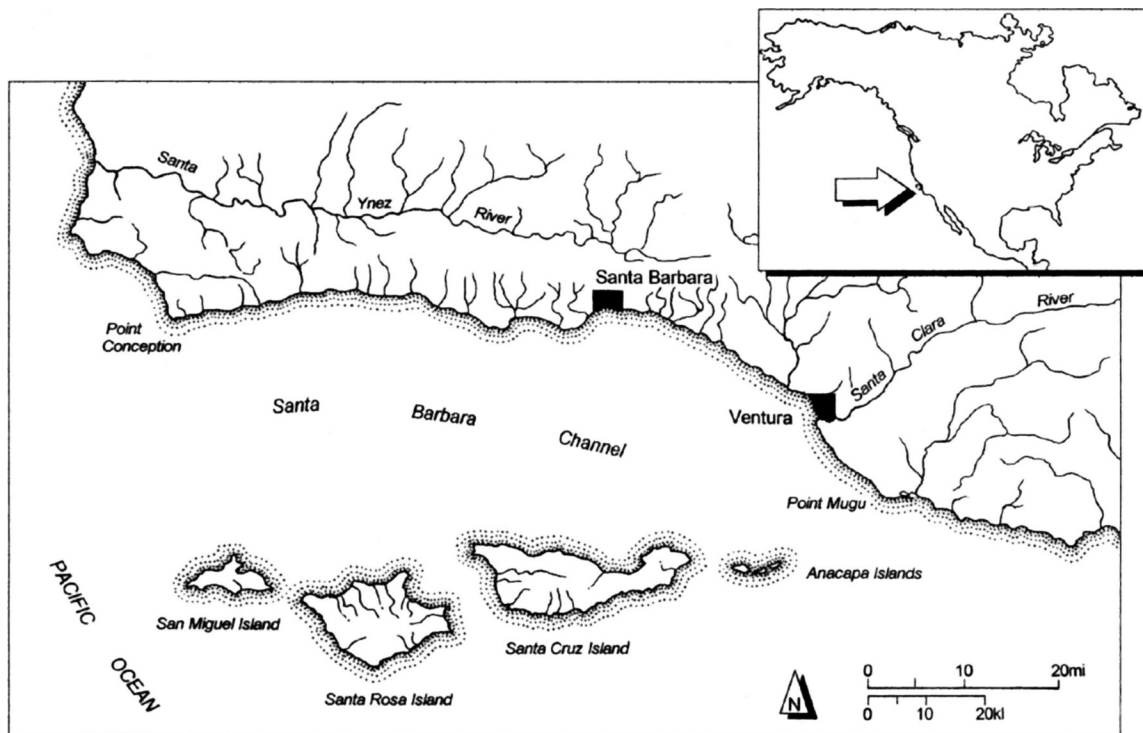 Santa
Ynez
River
Santa Barbara
River
Clara
Santa
Point
Conception
Santa
Barbara
Channel
Ventura
Point Mugu
PACIFIC
OCEAN
San Miguel Island
Santa Rosa Island
Santa Cruz Island
Anacapa Islands
N
0 10 20mi
0 10 20kl